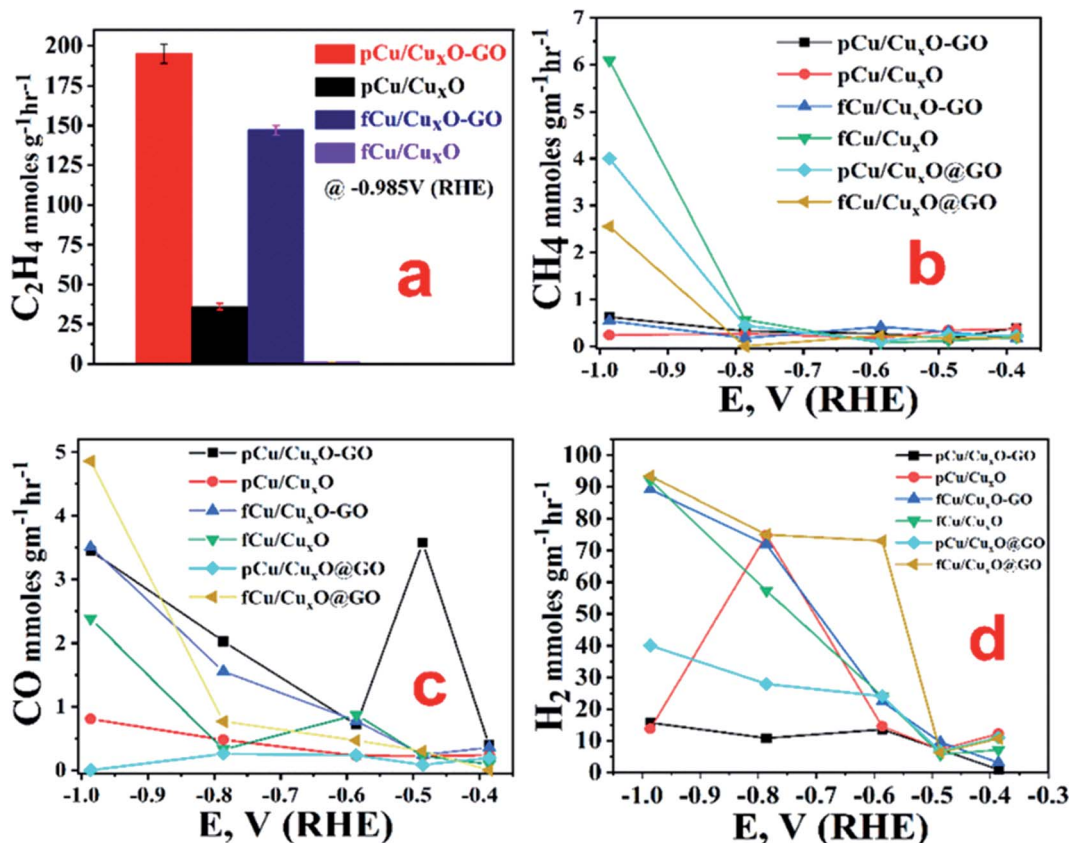 C₂H₄ mmoles g⁻¹hr⁻¹
200
175
150
125
100
75
50
25
0
pCu/CuₓO-GO
pCu/CuₓO
fCu/CuₓO-GO
fCu/CuₓO
@ -0.985V (RHE)
a
CH4 mmoles gm⁻¹hr⁻¹
7
6
5
4
3
2
1
0
pCu/CuₓO-GO
pCu/CuₓO
fCu/CuₓO-GO
fCu/CuₓO
pCu/CuₓO@GO
fCu/CuₓO@GO
b
-1.0 -0.9 -0.8 -0.7 -0.6 -0.5 -0.4
E, V (RHE)
CO mmoles gm⁻¹hr⁻¹
5
4
3
2
1
0
pCu/CuₓO-GO
pCu/CuₓO
fCu/CuₓO-GO
fCu/CuₓO
pCu/CuₓO@GO
fCu/CuₓO@GO
c
-1.0 -0.9 -0.8 -0.7 -0.6 -0.5 -0.4
E, V (RHE)
H₂ mmoles gm⁻¹hr⁻¹
100
90
80
70
60
50
40
30
20
10
0
pCu/CuₓO-GO
pCu/CuₓO
fCu/CuₓO-GO
fCu/CuₓO
pCu/CuₓO@GO
fCu/CuₓO@GO
d
-1.0 -0.9 -0.8 -0.7 -0.6 -0.5 -0.4 -0.3
E, V (RHE)